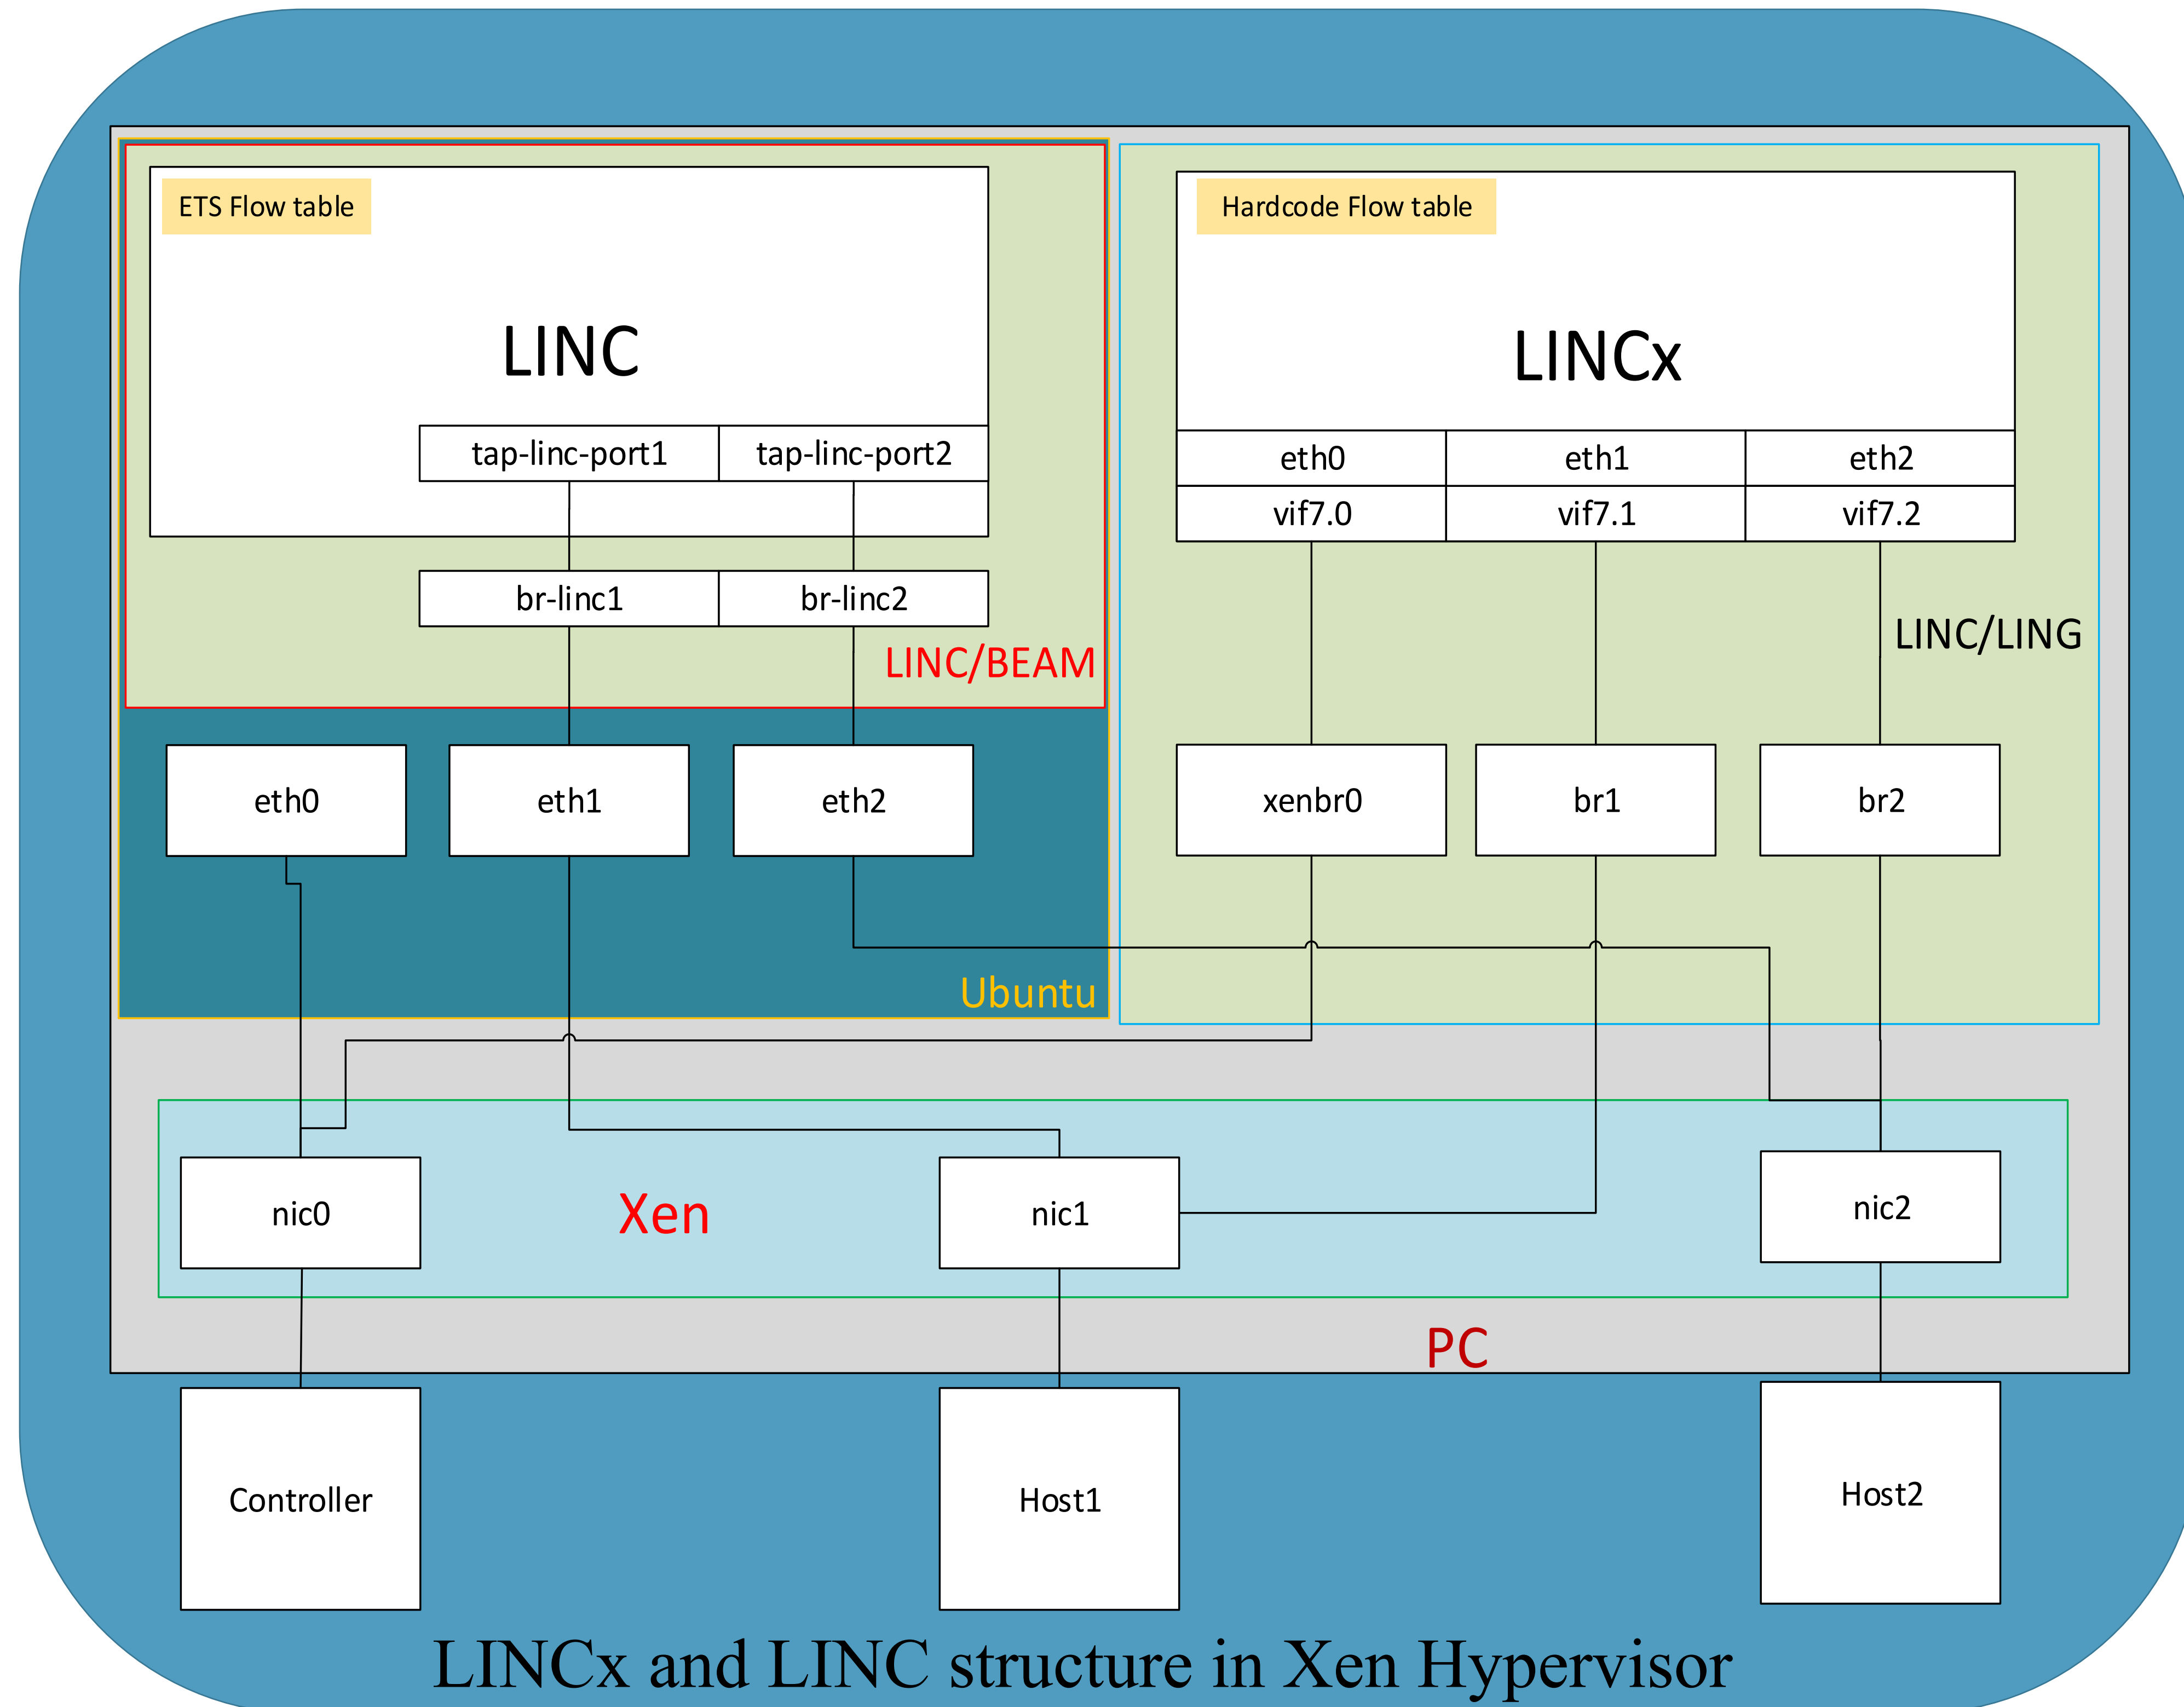 ETS Flow table
LINC
tap-linc-port1
tap-linc-port2
br-linc1
br-linc2
LINC/BEAM
eth0
eth1
eth2
Ubuntu
Hardcode Flow table
LINCx
eth0
eth1
eth2
vif7.0
vif7.1
vif7.2
LINC/LING
xenbr0
br1
br2
nic0
Xen
nic1
nic2
PC
Controller
Host1
Host2
LINCx and LINC structure in Xen Hypervisor